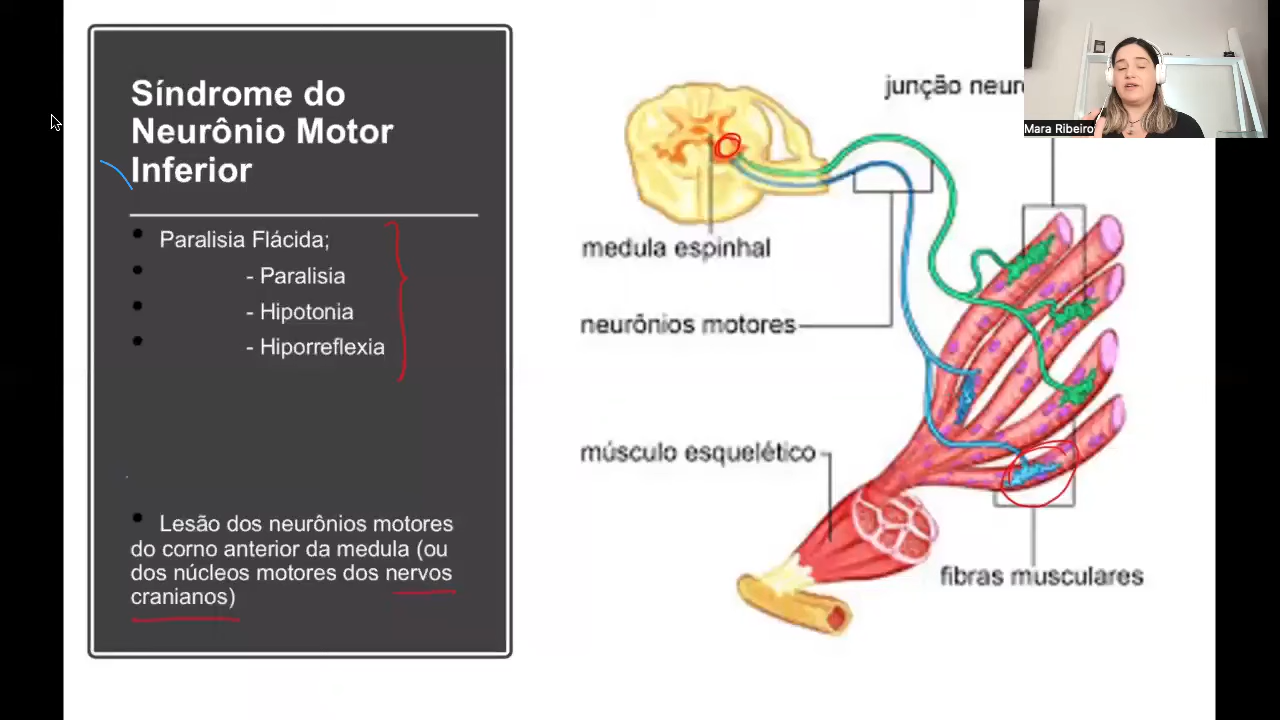 Síndrome do
Neurônio Motor
Inferior
Paralisia Flácida;
- Paralisia
- Hipotonia
- Hiporreflexia
Lesão dos neurônios motores
do corno anterior da medula (ou
dos núcleos motores dos nervos
cranianos)
junção
medula espinhal
neurônios motores
músculo esquelético
fibras musculares
Mara Ribeiro